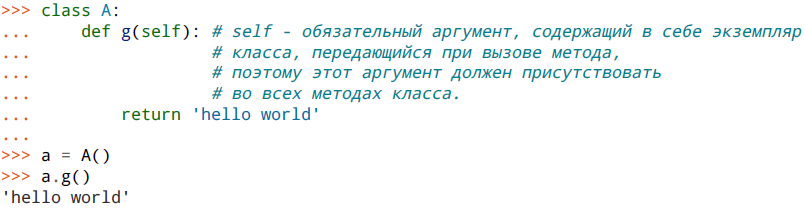 >>> class A:
...     def g(self): # self - обязательный аргумент, содержащий в себе экземпляр
...                  # класса, передающийся при вызове метода,
...                  # поэтому этот аргумент должен присутствовать
...                  # во всех методах класса.
...         return 'hello world'
...
>>> a = A()
>>> a.g()
'hello world'